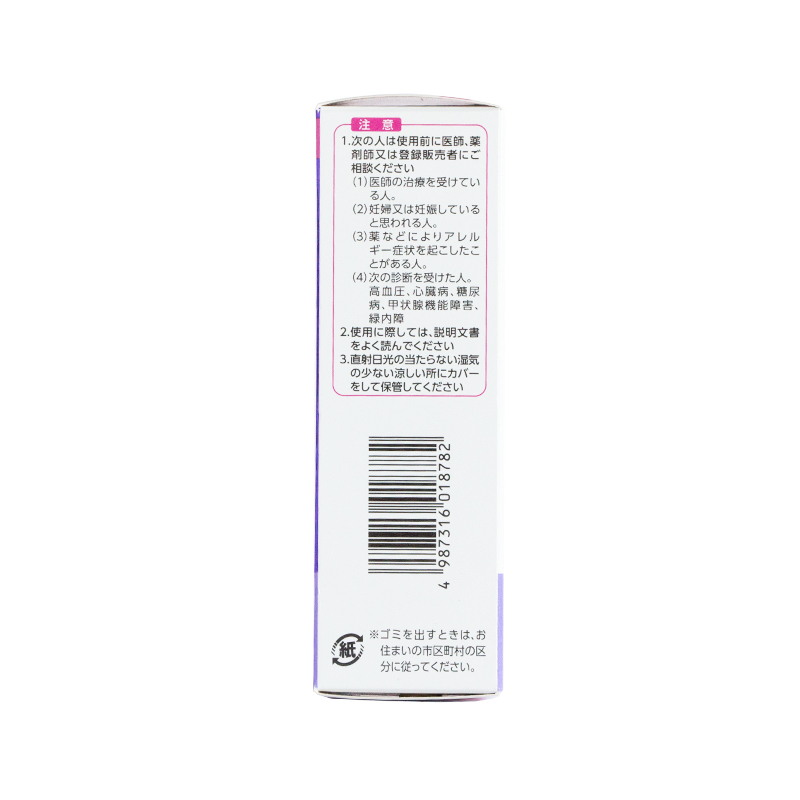 注意
1.次の人は使用前に医師、薬
剤師又は登録販売者にご
相談ください
(1)医師の治療を受けてい
る人。
(2)妊婦又は妊娠している
と思われる人。
(3)薬などによりアレル
ギー症状を起こしたこ
とがある人。
(4)次の診断を受けた人。
高血圧、心臓病、糖尿
病、甲状腺機能障害、
緑内障
2.使用に際しては、説明文書
をよく読んでください
3.直射日光の当たらない湿気
の少ない涼しい所にカバー
をして保管してください
4 987316 018782
紙
※ゴミを出すときは、お
住まいの市区町村の区
分に従ってください。